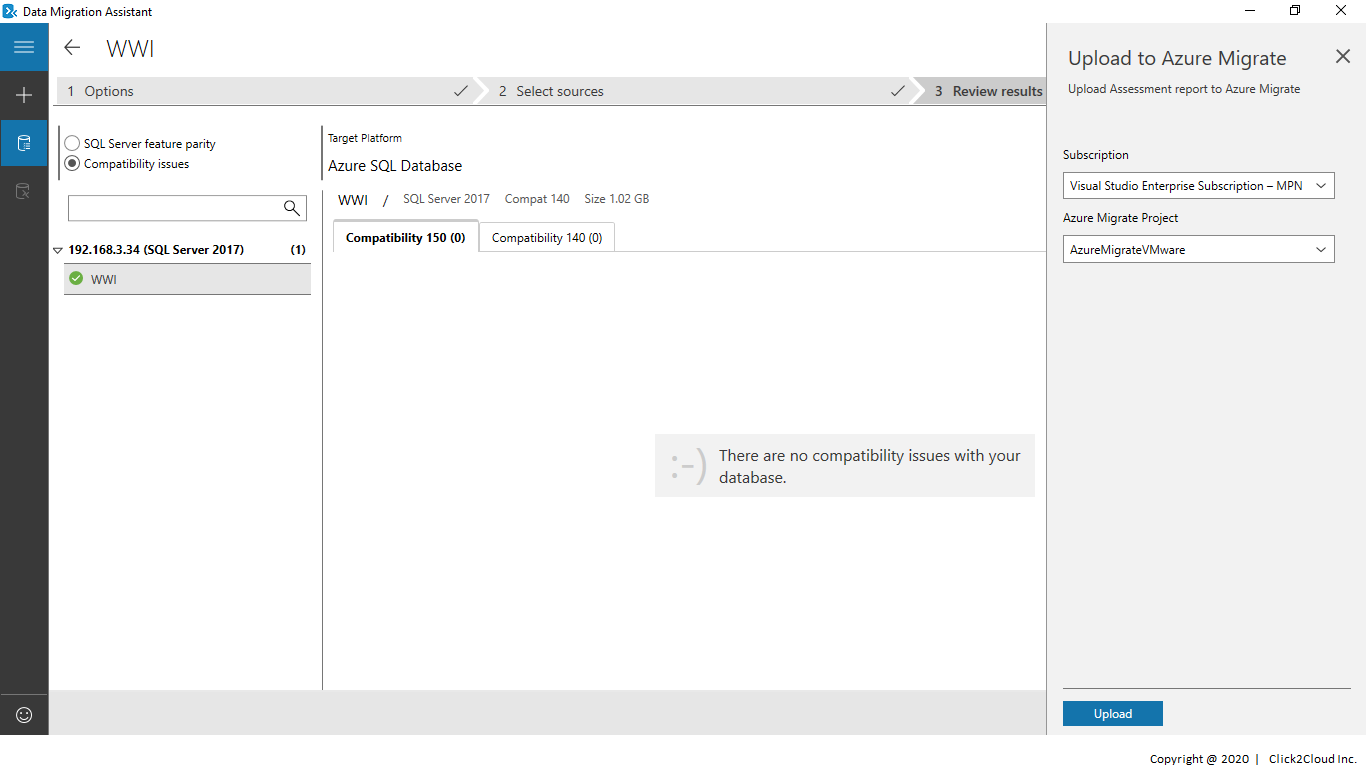 Data Migration Assistant
WWI
1 Options
2 Select sources
3 Review results
SQL Server feature parity
Compatibility issues
192.168.3.34 (SQL Server 2017) (1)
WWI
Target Platform
Azure SQL Database
WWI / SQL Server 2017 Compat 140 Size 1.02 GB
Compatibility 150 (0)
Compatibility 140 (0)
:-)
There are no compatibility issues with your
database.
Upload to Azure Migrate
Upload Assessment report to Azure Migrate
Subscription
Visual Studio Enterprise Subscription – MPN
Azure Migrate Project
AzureMigrateVMware
Upload
Copyright @ 2020 | Click2Cloud Inc.